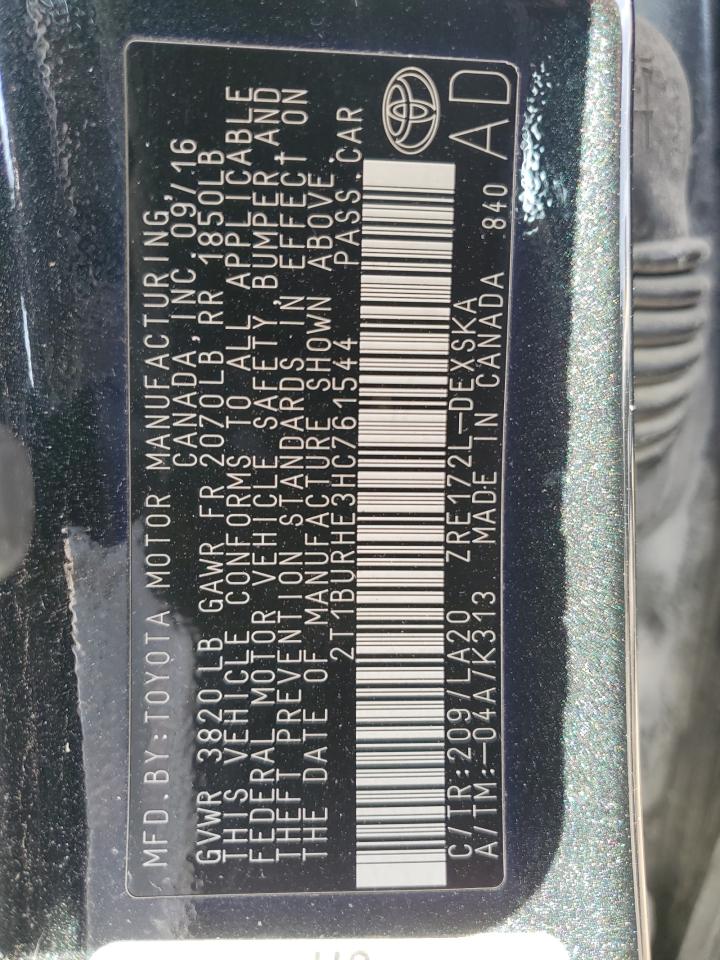 MFD.BY:TOYOTA MOTOR MANUFACTURING
CANADA, INC. 09/16
GVWR 3820 LB GAWR FR 2070LB RR 1850LB
THIS VEHICLE CONFORMS TO ALL APPLICABLE
FEDERAL MOTOR VEHICLE SAFETY, BUMPER AND
THEFT PREVENTION STANDARDS IN EFFECT ON
THE DATE OF MANUFACTURE SHOWN ABOVE.
2T1BURHE3HC761544 PASS.CAR
C/TR:209/LA20 ZRE172L-DEXSKA
A/TM:-04A/K313 MADE IN CANADA 840
AD